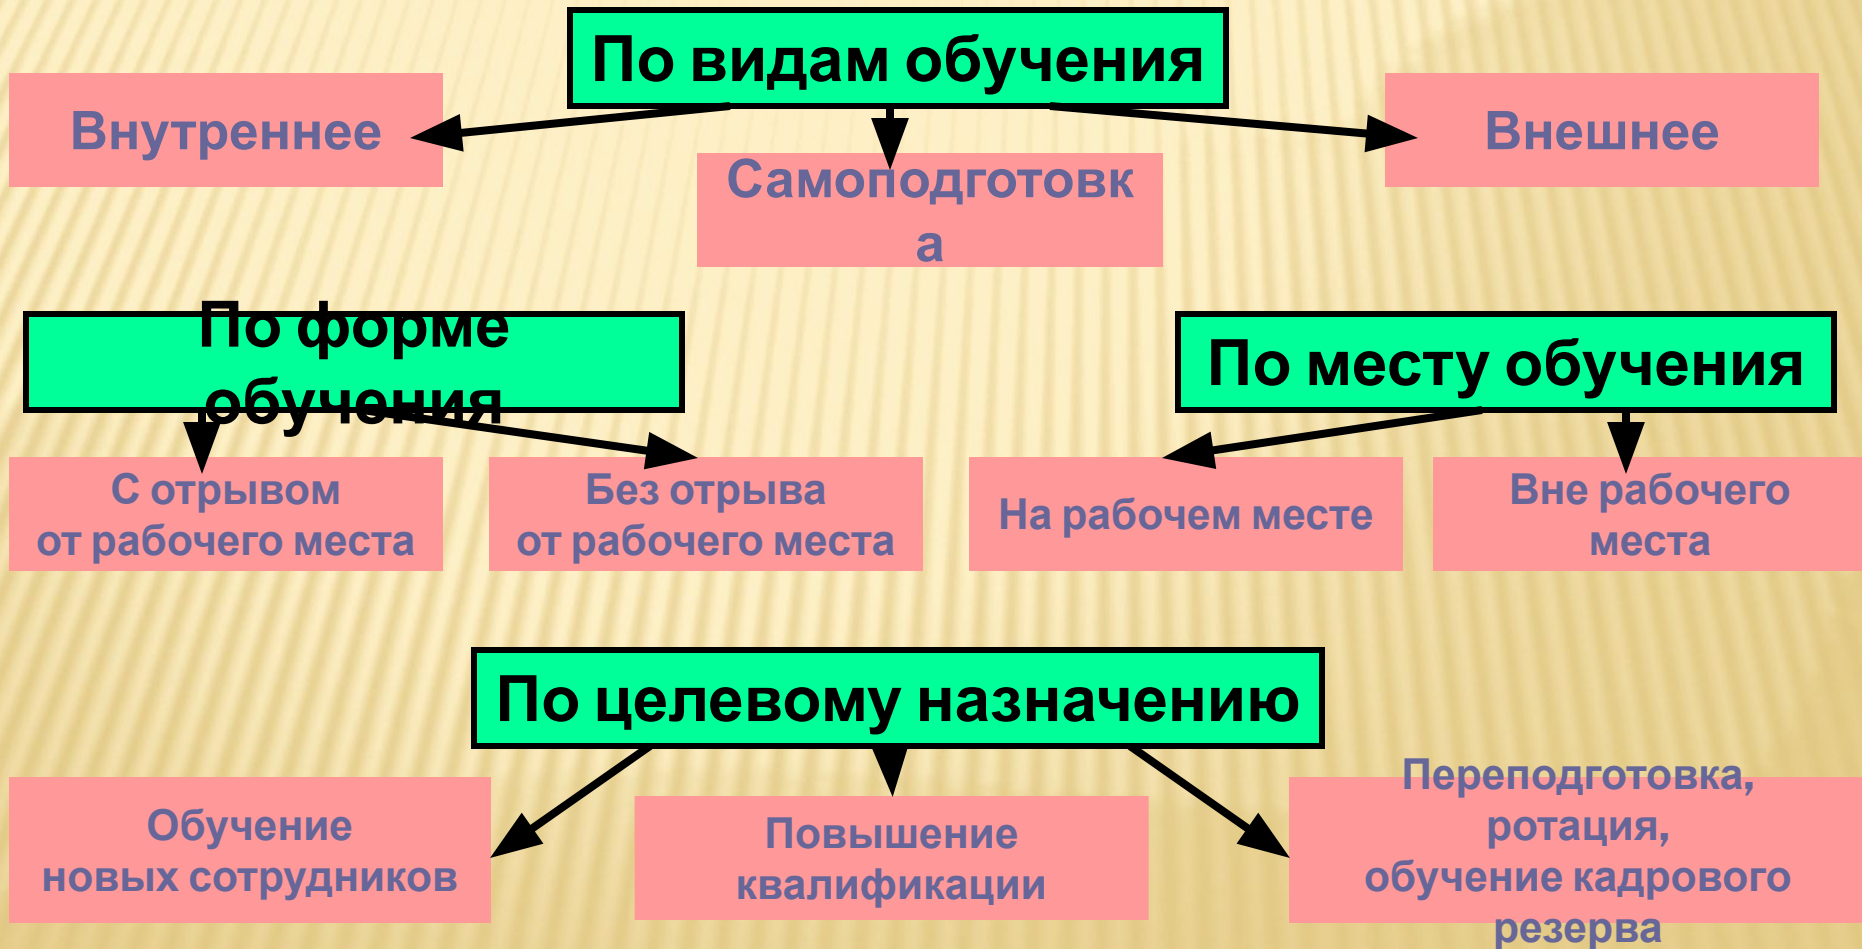 По видам обучения
Внутреннее
Внешнее
Самоподготовк
а
По форме
обучения
По месту обучения
С отрывом
от рабочего места
Без отрыва
от рабочего места
На рабочем месте
Вне рабочего
места
По целевому назначению
Обучение
новых сотрудников
Повышение
квалификации
Переподготовка,
ротация,
обучение кадрового
резерва